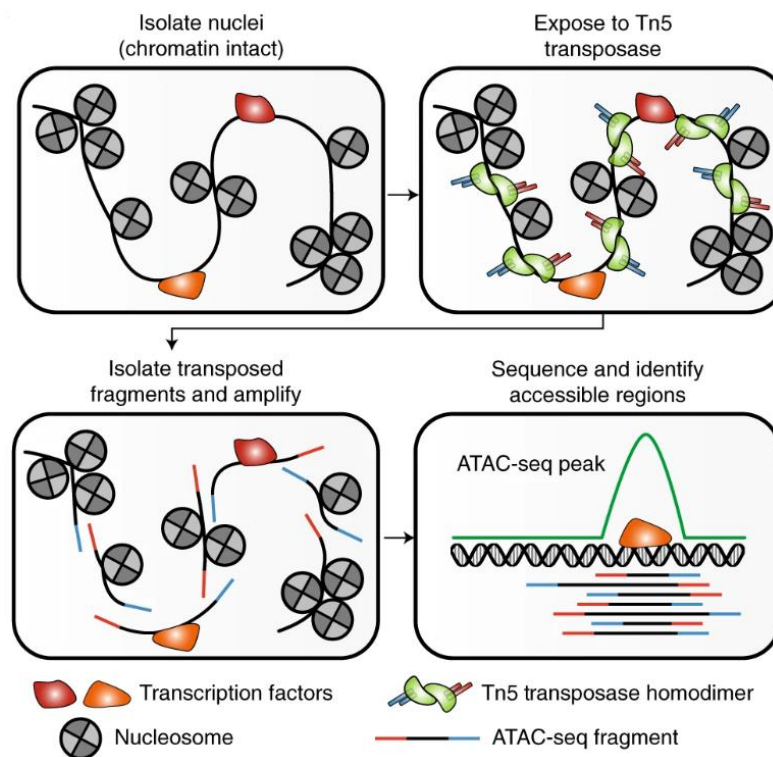 Isolate nuclei
(chromatin intact)
Expose to Tn5
transposase
Isolate transposed
fragments and amplify
Sequence and identify
accessible regions
ATAC-seq peak
Transcription factors
Tn5 transposase homodimer
Nucleosome
ATAC-seq fragment